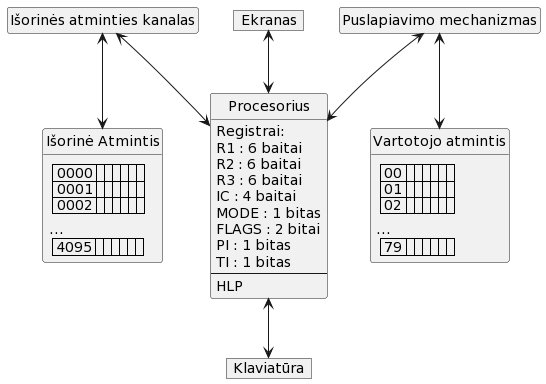 Išorinės atminties kanalas
Ekranas
Puslapiavimo mechanizmas
Išorinė Atmintis
0000
0001
0002
...
4095
Procesorius
Registrai:
R1 : 6 baitai
R2 : 6 baitai
R3 : 6 baitai
IC : 4 baitai
MODE : 1 bitas
FLAGS : 2 bitai
PI : 1 bitas
TI : 1 bitas
HLP
Vartotojo atmintis
00
01
02
...
79
Klaviatūra